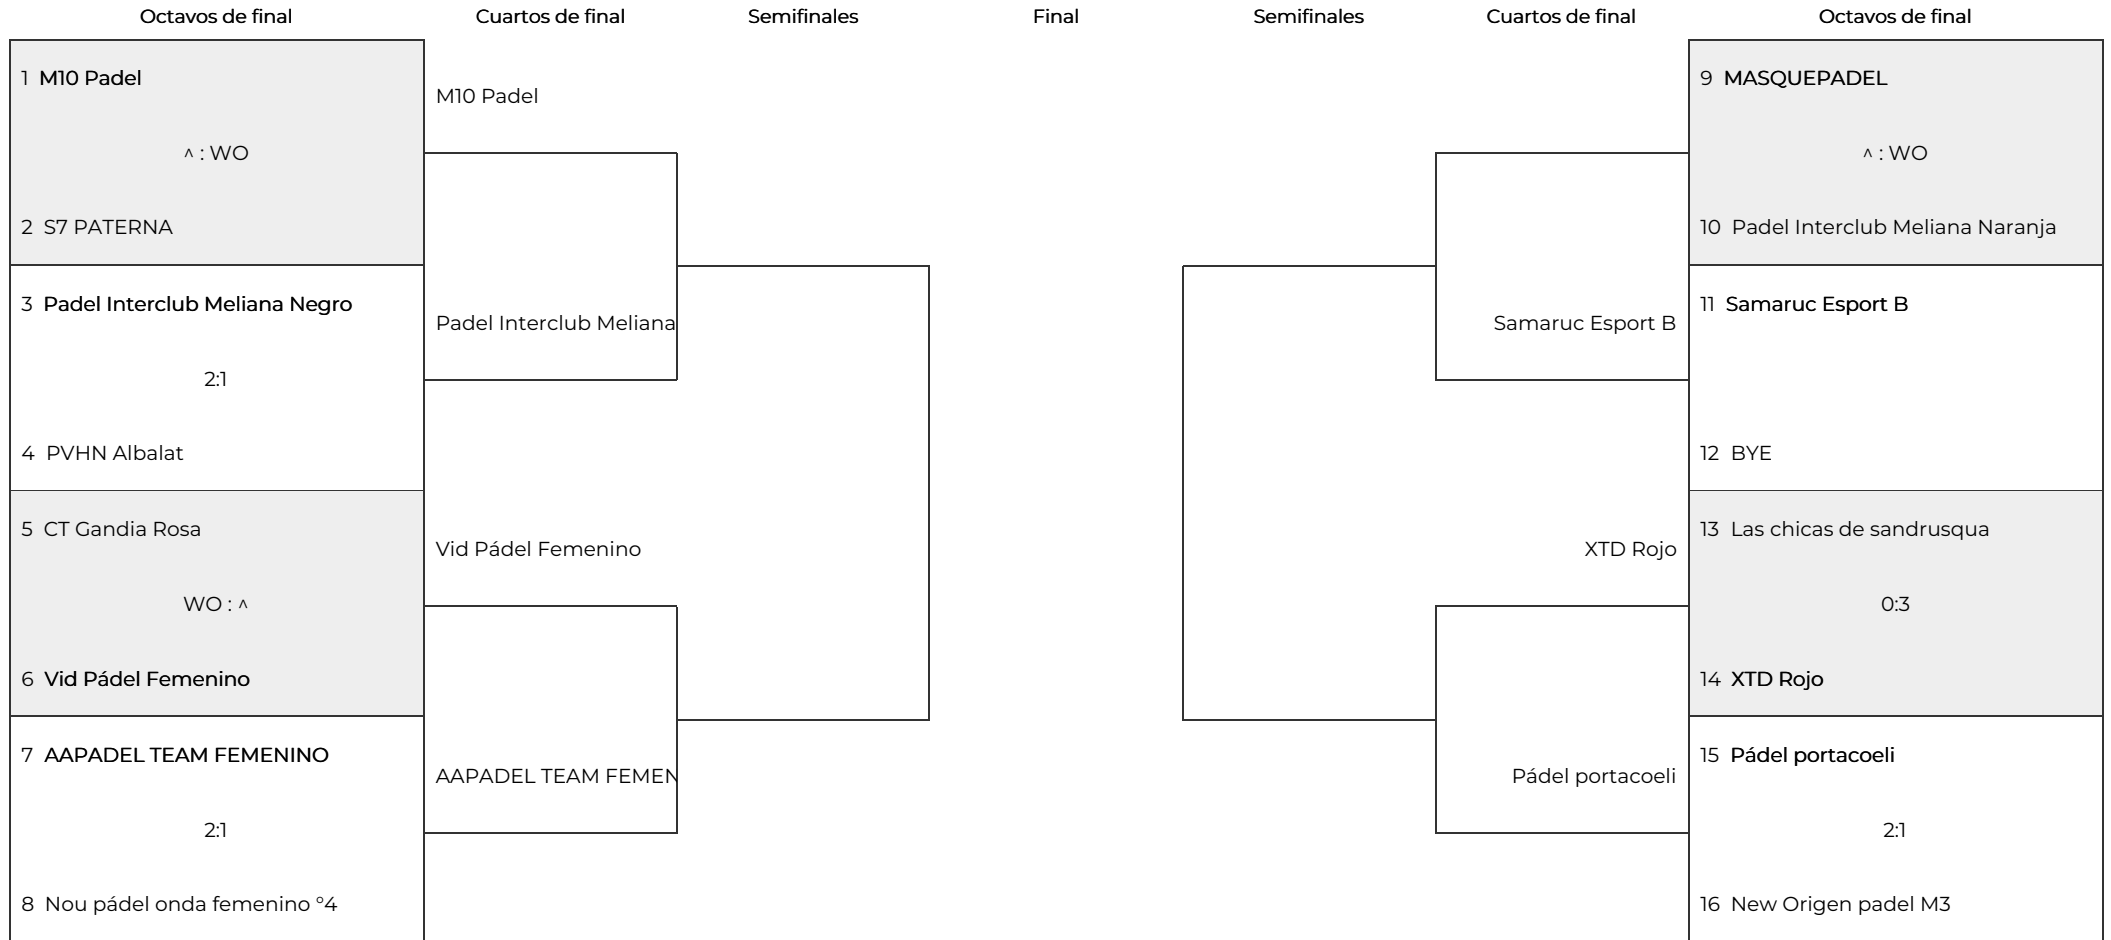 Octavos de final
Cuartos de final
Semifinales
Final
Semifinales
Cuartos de final
Octavos de final
1 M10 Padel
^ : WO
2 S7 PATERNA
3 Padel Interclub Meliana Negro
2:1
4 PVHN Albalat
5 CT Gandia Rosa
WO : ^
6 Vid Pádel Femenino
7 AAPADEL TEAM FEMENINO
2:1
8 Nou pádel onda femenino °4
M10 Padel
Padel Interclub Meliana
Vid Pádel Femenino
AAPADEL TEAM FEMEN
Samaruc Esport B
XTD Rojo
Pádel portacoeli
9 MASQUEPADEL
^ : WO
10 Padel Interclub Meliana Naranja
11 Samaruc Esport B
12 BYE
13 Las chicas de sandrusqua
0:3
14 XTD Rojo
15 Pádel portacoeli
2:1
16 New Origen padel M3